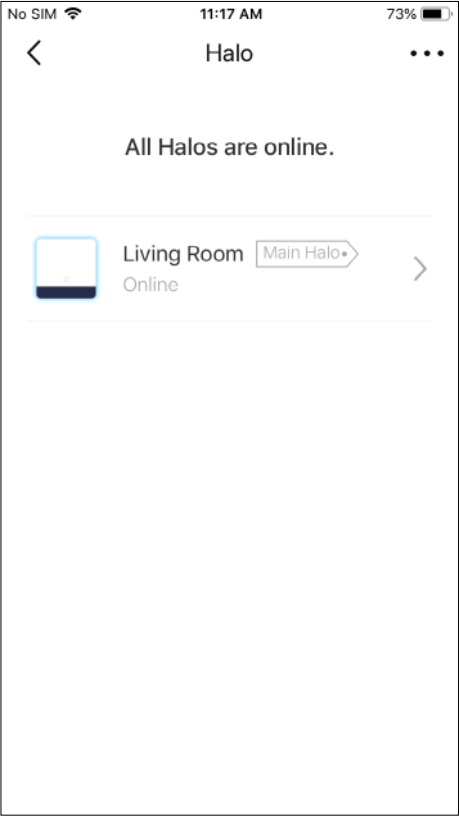 No SIM 11:17 AM 73%
Halo
All Halos are online.
Living Room Main Halo
Online